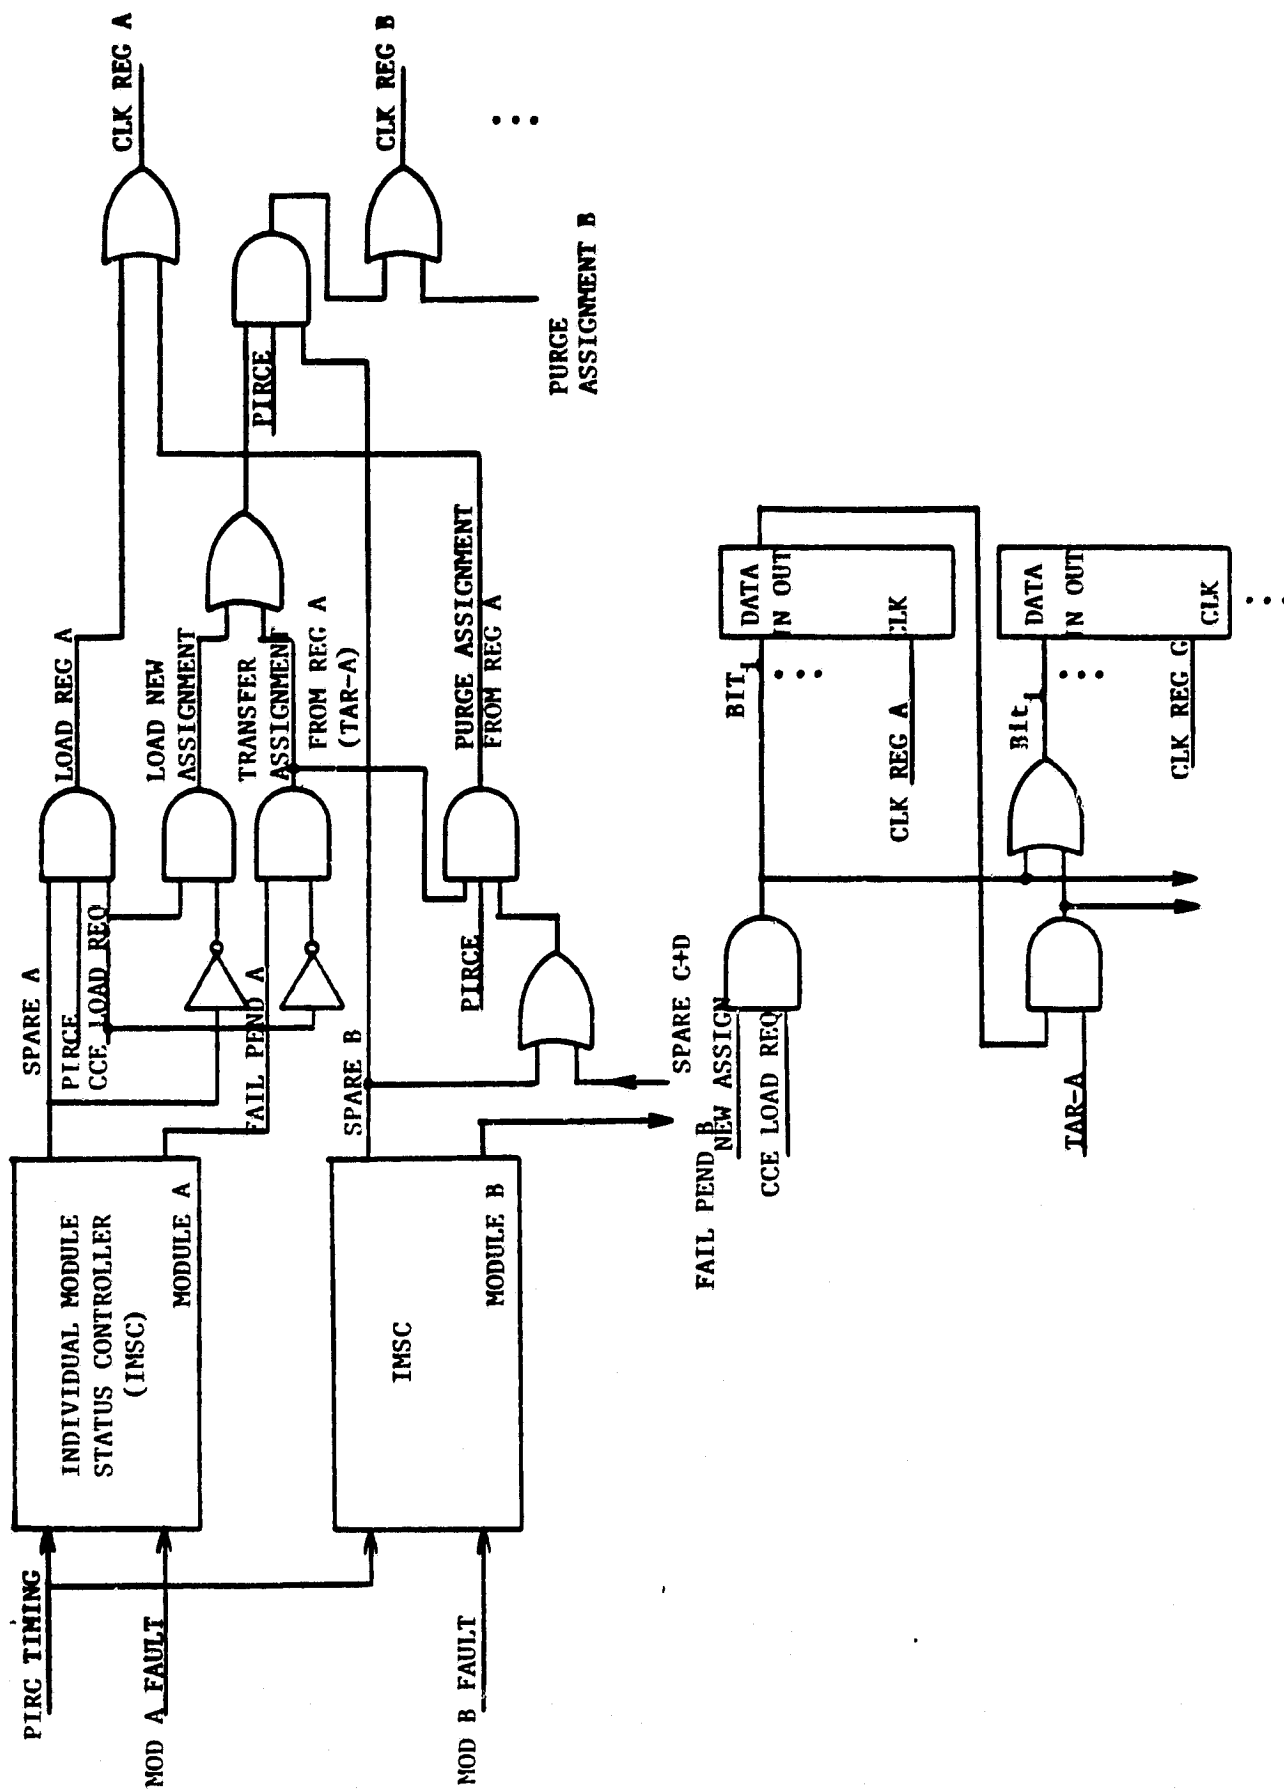 PIRC TIMING
MOD A FAULT
MOD B FAULT
INDIVIDUAL MODULE
STATUS CONTROLLER
(IMSC)
MODULE A
IMSC
MODULE B
SPARE A
PIRCE
CCE LOAD REQ
FAIL PEND A
SPARE B
LOAD REG A
LOAD NEW
ASSIGNMENT
TRANSFER
ASSIGNMENT
FROM REG A
(TAR-A)
PIRCE
PURGE ASSIGNMENT
FROM REG A
SPARE C+D
FAIL PEND B
PIRCE
PURGE
ASSIGNMENT B
CLK REG A
CLK REG B
...
NEW ASSIGN
CCE LOAD REQ
BITi
...
CLK REG A
DATA
IN OUT
CLK
TAR-A
BIti
...
CLK REG G
DATA
IN OUT
CLK
...